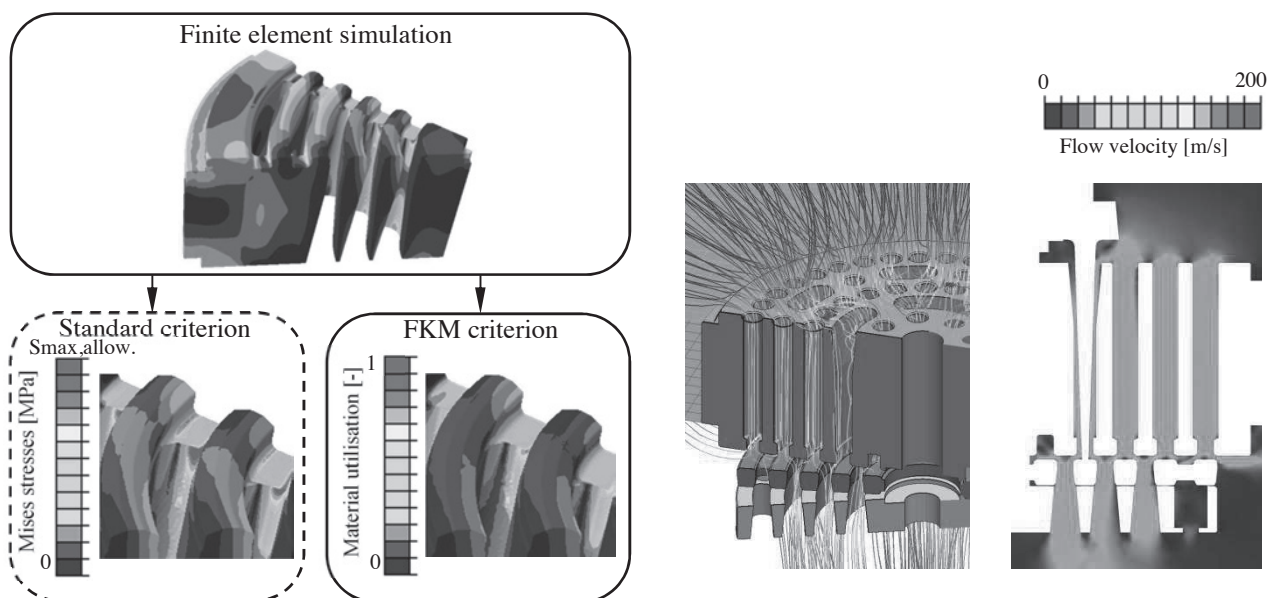 Finite element simulation
Standard criterion
Smax,allow.
Mises stresses [MPa]
0
FKM criterion
1
Material utilisation [-]
0
0 200
Flow velocity [m/s]